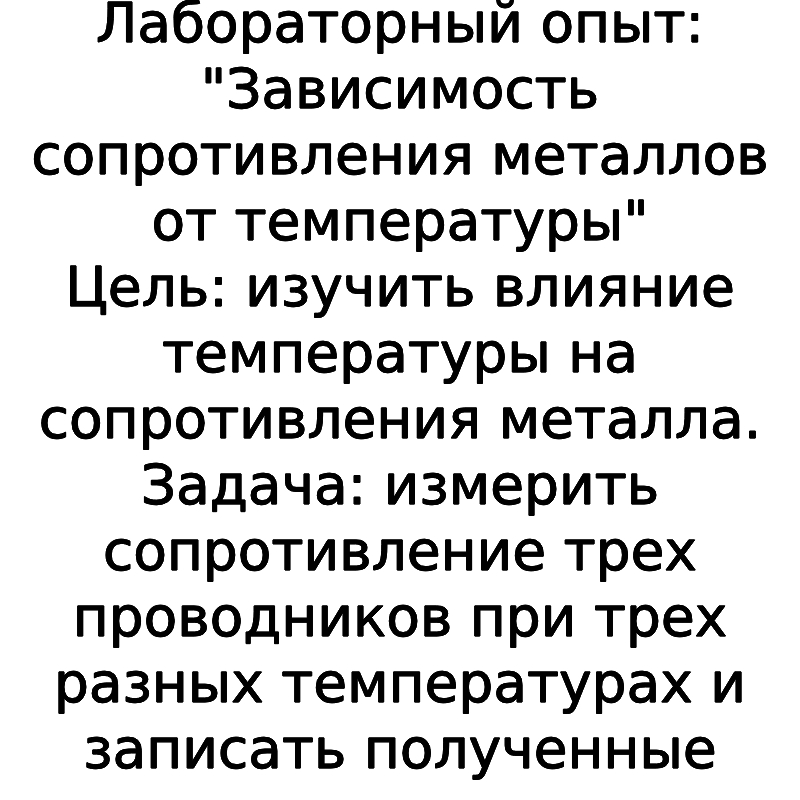 Лабораторный опыт:
"Зависимость
сопротивления металлов
от температуры"
Цель: изучить влияние
температуры на
сопротивления металла.
Задача: измерить
сопротивление трех
проводников при трех
разных температурах и
записать полученные